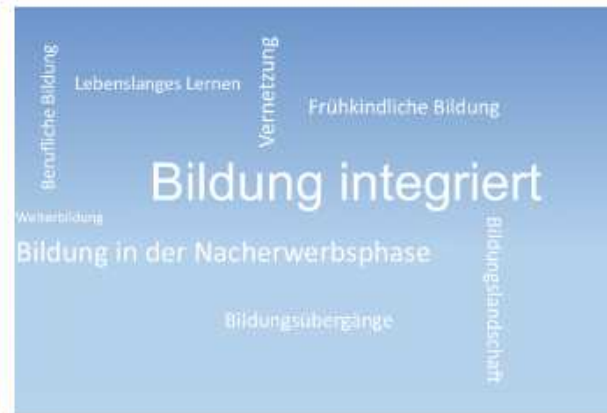 Berufliche Bildung
Lebenslanges Lernen
Vernetzung
Frühkindliche Bildung
Bildung integriert
Weiterbildung
Bildung in der Nacherwerbsphase
Bildungslandschaft
Bildungsübergänge